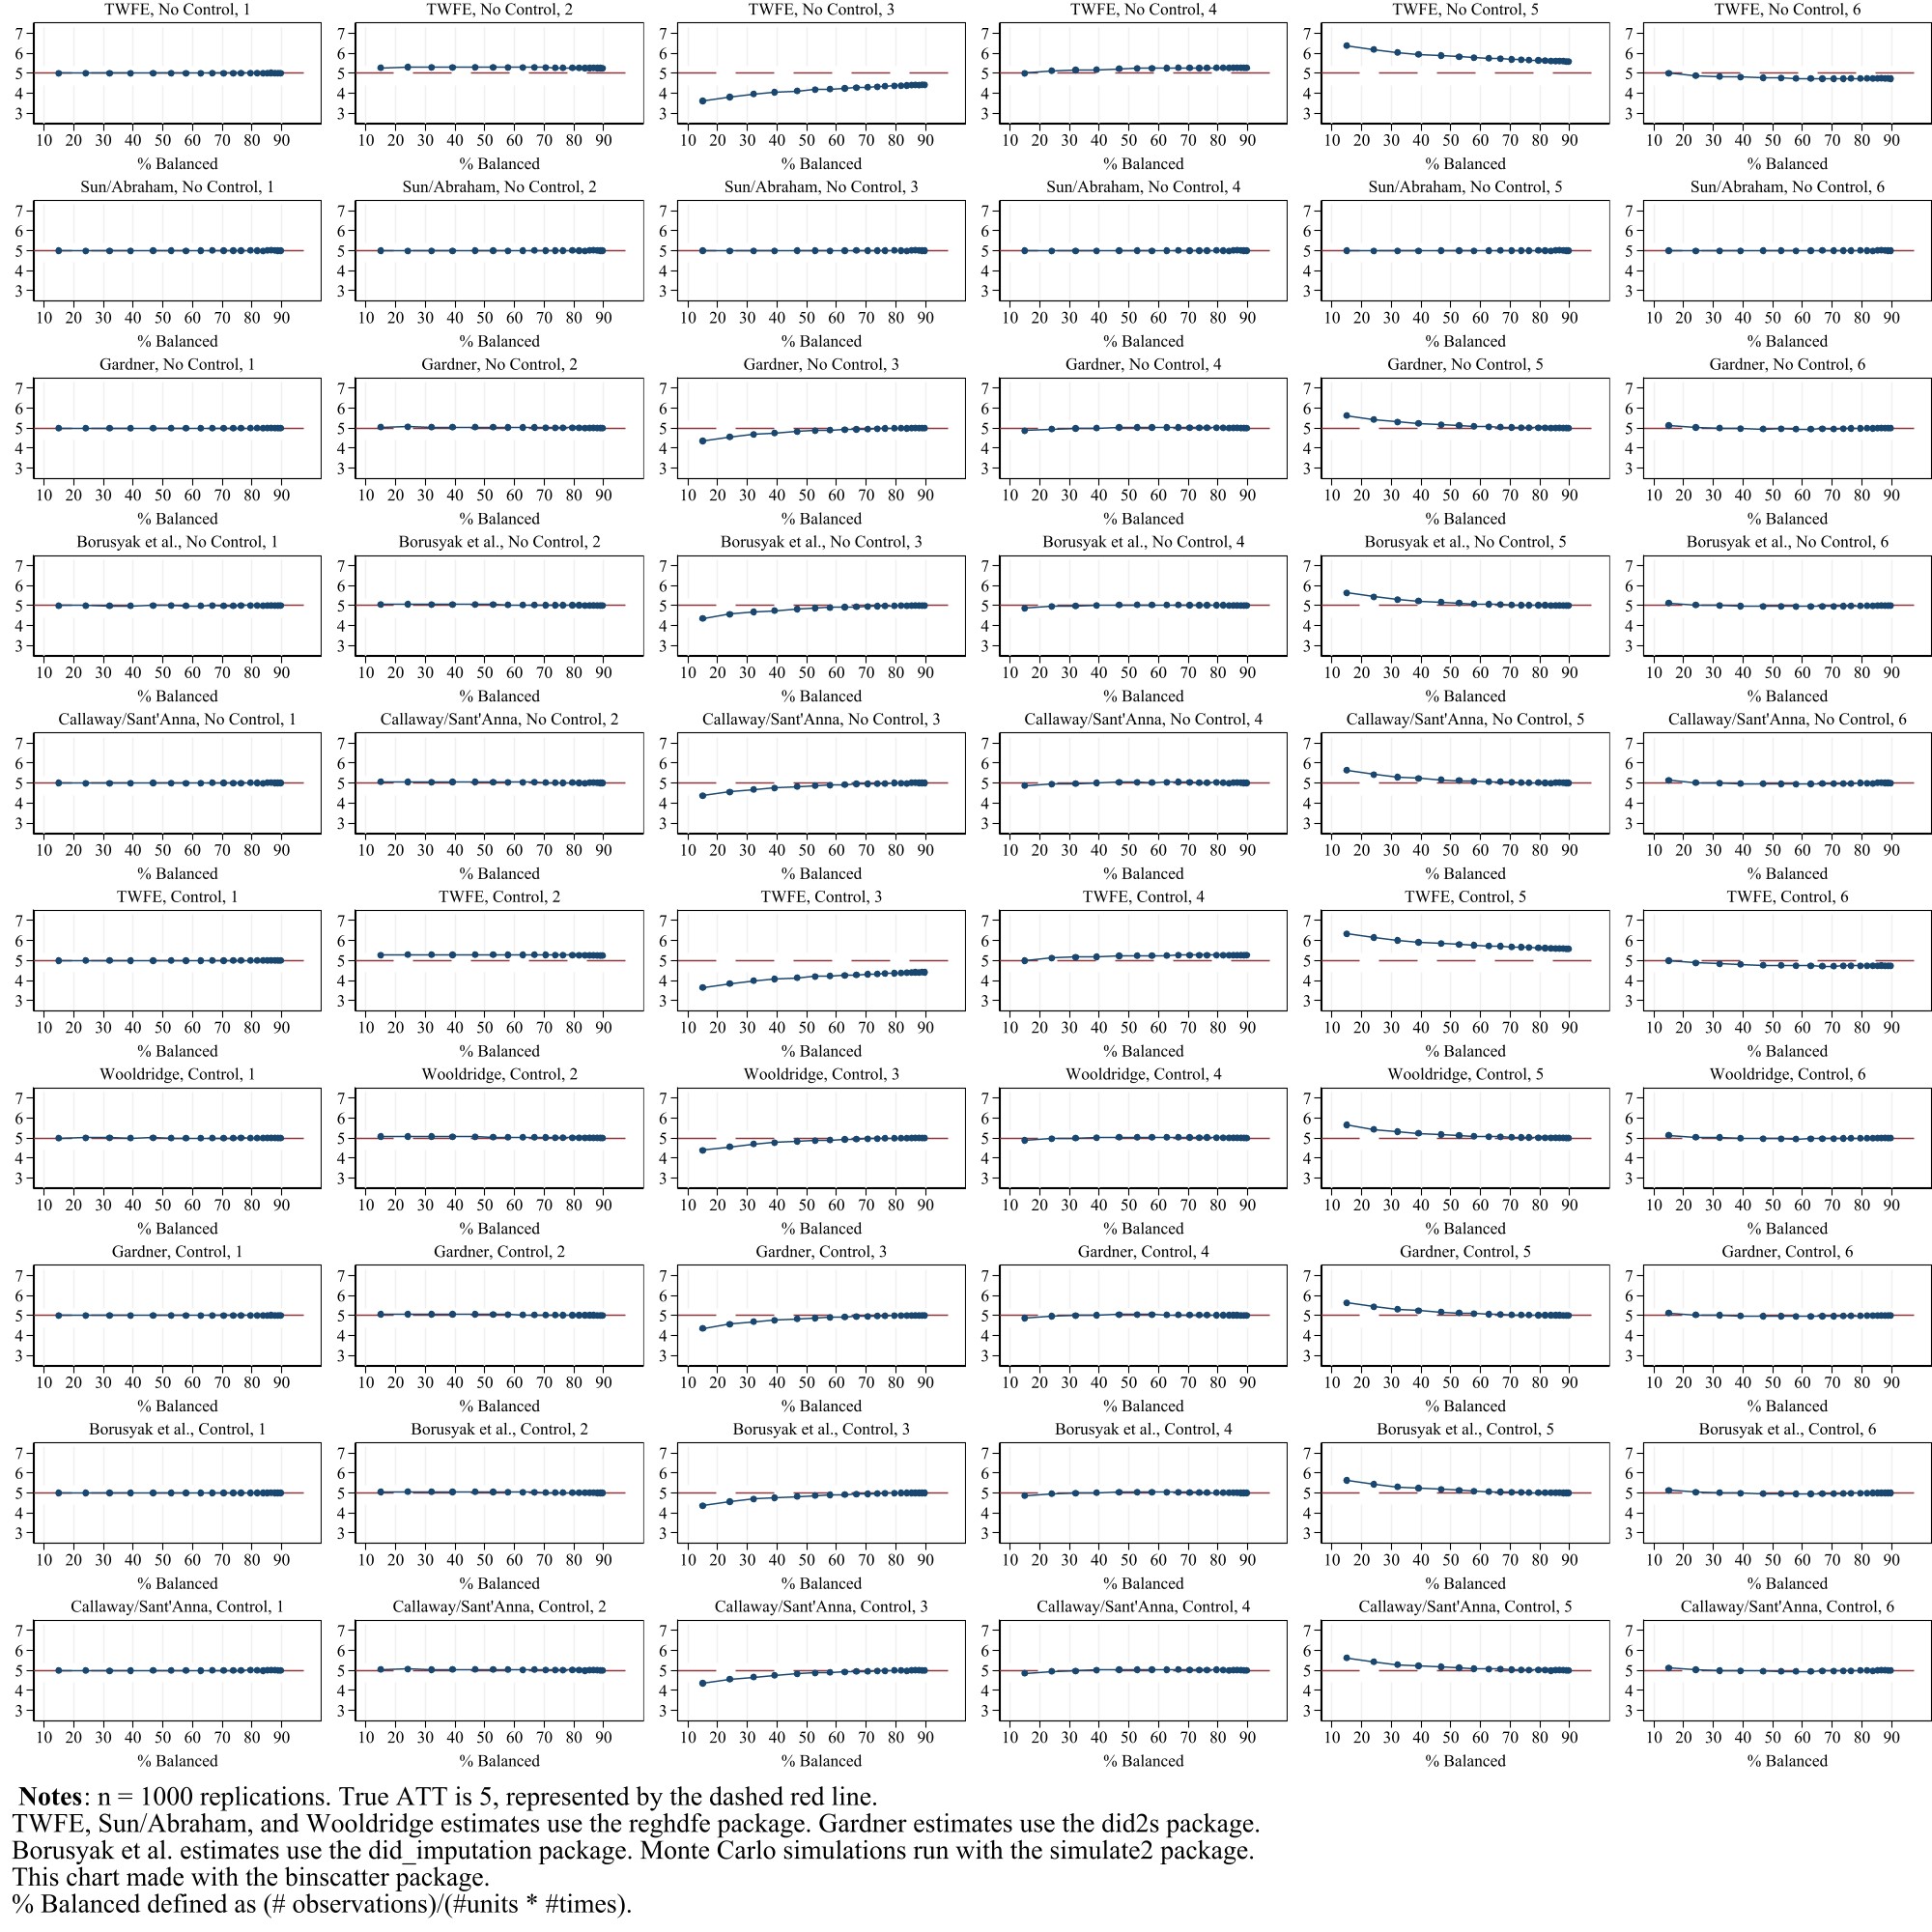 TWFE, No Control, 1 TWFE, No Control, 2 TWFE, No Control, 3 TWFE, No Control, 4 TWFE, No Control, 5 TWFE, No Control, 6
7 7 7 7 7 7
6 6 6 6 6 6
5 5 5 5 5 5
4 4 4 4 4 4
3 3 3 3 3 3
10 20 30 40 50 60 70 80 90 10 20 30 40 50 60 70 80 90 10 20 30 40 50 60 70 80 90 10 20 30 40 50 60 70 80 90 10 20 30 40 50 60 70 80 90 10 20 30 40 50 60 70 80 90
% Balanced % Balanced % Balanced % Balanced % Balanced % Balanced
Sun/Abraham, No Control, 1 Sun/Abraham, No Control, 2 Sun/Abraham, No Control, 3 Sun/Abraham, No Control, 4 Sun/Abraham, No Control, 5 Sun/Abraham, No Control, 6
7 7 7 7 7 7
6 6 6 6 6 6
5 5 5 5 5 5
4 4 4 4 4 4
3 3 3 3 3 3
10 20 30 40 50 60 70 80 90 10 20 30 40 50 60 70 80 90 10 20 30 40 50 60 70 80 90 10 20 30 40 50 60 70 80 90 10 20 30 40 50 60 70 80 90 10 20 30 40 50 60 70 80 90
% Balanced % Balanced % Balanced % Balanced % Balanced % Balanced
Gardner, No Control, 1 Gardner, No Control, 2 Gardner, No Control, 3 Gardner, No Control, 4 Gardner, No Control, 5 Gardner, No Control, 6
7 7 7 7 7 7
6 6 6 6 6 6
5 5 5 5 5 5
4 4 4 4 4 4
3 3 3 3 3 3
10 20 30 40 50 60 70 80 90 10 20 30 40 50 60 70 80 90 10 20 30 40 50 60 70 80 90 10 20 30 40 50 60 70 80 90 10 20 30 40 50 60 70 80 90 10 20 30 40 50 60 70 80 90
% Balanced % Balanced % Balanced % Balanced % Balanced % Balanced
Borusyak et al., No Control, 1 Borusyak et al., No Control, 2 Borusyak et al., No Control, 3 Borusyak et al., No Control, 4 Borusyak et al., No Control, 5 Borusyak et al., No Control, 6
7 7 7 7 7 7
6 6 6 6 6 6
5 5 5 5 5 5
4 4 4 4 4 4
3 3 3 3 3 3
10 20 30 40 50 60 70 80 90 10 20 30 40 50 60 70 80 90 10 20 30 40 50 60 70 80 90 10 20 30 40 50 60 70 80 90 10 20 30 40 50 60 70 80 90 10 20 30 40 50 60 70 80 90
% Balanced % Balanced % Balanced % Balanced % Balanced % Balanced
Callaway/Sant'Anna, No Control, 1 Callaway/Sant'Anna, No Control, 2 Callaway/Sant'Anna, No Control, 3 Callaway/Sant'Anna, No Control, 4 Callaway/Sant'Anna, No Control, 5 Callaway/Sant'Anna, No Control, 6
7 7 7 7 7 7
6 6 6 6 6 6
5 5 5 5 5 5
4 4 4 4 4 4
3 3 3 3 3 3
10 20 30 40 50 60 70 80 90 10 20 30 40 50 60 70 80 90 10 20 30 40 50 60 70 80 90 10 20 30 40 50 60 70 80 90 10 20 30 40 50 60 70 80 90 10 20 30 40 50 60 70 80 90
% Balanced % Balanced % Balanced % Balanced % Balanced % Balanced
TWFE, Control, 1 TWFE, Control, 2 TWFE, Control, 3 TWFE, Control, 4 TWFE, Control, 5 TWFE, Control, 6
7 7 7 7 7 7
6 6 6 6 6 6
5 5 5 5 5 5
4 4 4 4 4 4
3 3 3 3 3 3
10 20 30 40 50 60 70 80 90 10 20 30 40 50 60 70 80 90 10 20 30 40 50 60 70 80 90 10 20 30 40 50 60 70 80 90 10 20 30 40 50 60 70 80 90 10 20 30 40 50 60 70 80 90
% Balanced % Balanced % Balanced % Balanced % Balanced % Balanced
Wooldridge, Control, 1 Wooldridge, Control, 2 Wooldridge, Control, 3 Wooldridge, Control, 4 Wooldridge, Control, 5 Wooldridge, Control, 6
7 7 7 7 7 7
6 6 6 6 6 6
5 5 5 5 5 5
4 4 4 4 4 4
3 3 3 3 3 3
10 20 30 40 50 60 70 80 90 10 20 30 40 50 60 70 80 90 10 20 30 40 50 60 70 80 90 10 20 30 40 50 60 70 80 90 10 20 30 40 50 60 70 80 90 10 20 30 40 50 60 70 80 90
% Balanced % Balanced % Balanced % Balanced % Balanced % Balanced
Gardner, Control, 1 Gardner, Control, 2 Gardner, Control, 3 Gardner, Control, 4 Gardner, Control, 5 Gardner, Control, 6
7 7 7 7 7 7
6 6 6 6 6 6
5 5 5 5 5 5
4 4 4 4 4 4
3 3 3 3 3 3
10 20 30 40 50 60 70 80 90 10 20 30 40 50 60 70 80 90 10 20 30 40 50 60 70 80 90 10 20 30 40 50 60 70 80 90 10 20 30 40 50 60 70 80 90 10 20 30 40 50 60 70 80 90
% Balanced % Balanced % Balanced % Balanced % Balanced % Balanced
Borusyak et al., Control, 1 Borusyak et al., Control, 2 Borusyak et al., Control, 3 Borusyak et al., Control, 4 Borusyak et al., Control, 5 Borusyak et al., Control, 6
7 7 7 7 7 7
6 6 6 6 6 6
5 5 5 5 5 5
4 4 4 4 4 4
3 3 3 3 3 3
10 20 30 40 50 60 70 80 90 10 20 30 40 50 60 70 80 90 10 20 30 40 50 60 70 80 90 10 20 30 40 50 60 70 80 90 10 20 30 40 50 60 70 80 90 10 20 30 40 50 60 70 80 90
% Balanced % Balanced % Balanced % Balanced % Balanced % Balanced
Callaway/Sant'Anna, Control, 1 Callaway/Sant'Anna, Control, 2 Callaway/Sant'Anna, Control, 3 Callaway/Sant'Anna, Control, 4 Callaway/Sant'Anna, Control, 5 Callaway/Sant'Anna, Control, 6
7 7 7 7 7 7
6 6 6 6 6 6
5 5 5 5 5 5
4 4 4 4 4 4
3 3 3 3 3 3
10 20 30 40 50 60 70 80 90 10 20 30 40 50 60 70 80 90 10 20 30 40 50 60 70 80 90 10 20 30 40 50 60 70 80 90 10 20 30 40 50 60 70 80 90 10 20 30 40 50 60 70 80 90
% Balanced % Balanced % Balanced % Balanced % Balanced % Balanced
Notes: n = 1000 replications. True ATT is 5, represented by the dashed red line.
TWFE, Sun/Abraham, and Wooldridge estimates use the reghdfe package. Gardner estimates use the did2s package.
Borusyak et al. estimates use the did_imputation package. Monte Carlo simulations run with the simulate2 package.
This chart made with the binscatter package.
% Balanced defined as (# observations)/(#units * #times).